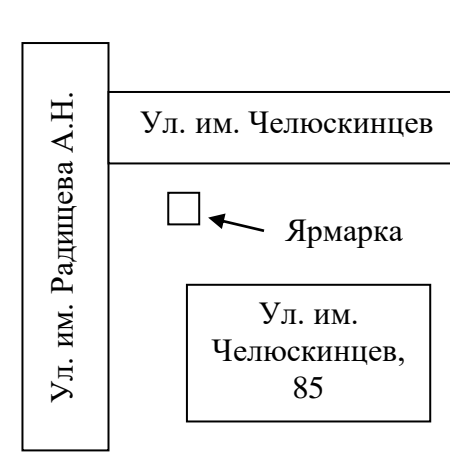 Ул. им. Радищева А.Н.
Ул. им. Челюскинцев
Ярмарка
Ул. им.
Челюскинцев,
85